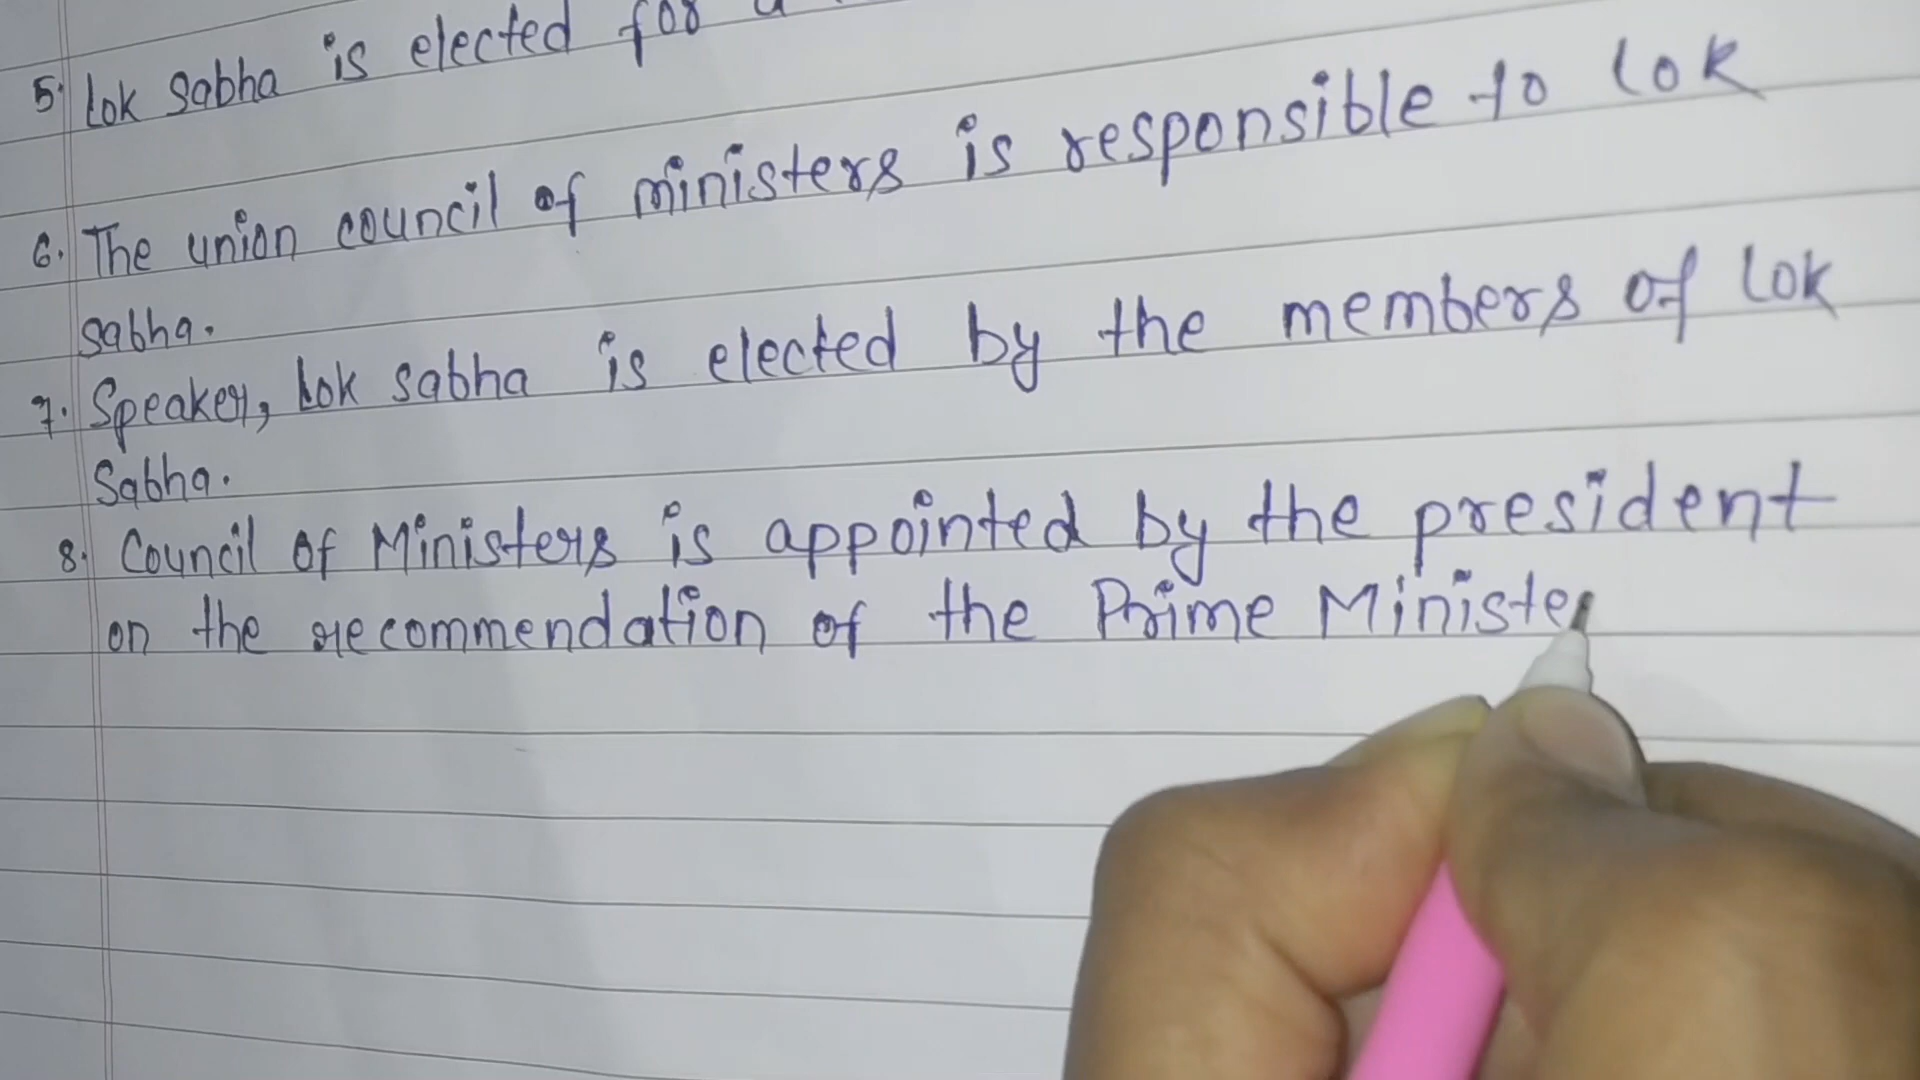 5. Lok Sabha is elected for a
6. The union council of ministers is responsible to Lok
Sabha.
7. Speaker, Lok sabha is elected by the members of Lok
Sabha.
8. Council of Ministers is appointed by the president
on the recommendation of the Prime Ministe